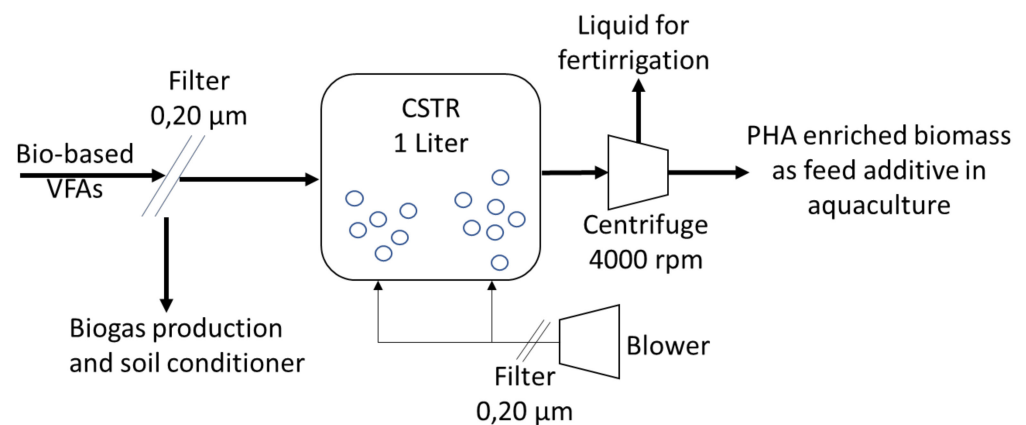 Liquid for
fertirrigation
Filter
0,20 μm
CSTR
1 Liter
Bio-based
VFAs
PHA enriched biomass
as feed additive in
aquaculture
Centrifuge
4000 rpm
Biogas production
and soil conditioner
Blower
Filter
0,20 μm